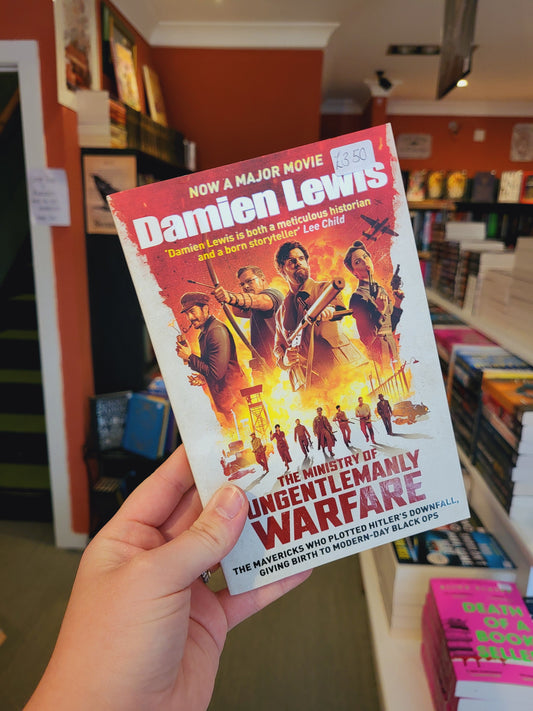 £3.50
NOW A MAJOR MOVIE
Damien Lewis
'Damien Lewis is both a meticulous historian
and a born storyteller' Lee Child
THE MINISTRY OF
UNGENTLEMANLY
WARFARE
THE MAVERICKS WHO PLOTTED HITLER'S DOWNFALL,
GIVING BIRTH TO MODERN-DAY BLACK OPS
DEATH OF
A
BOOK
SELLER